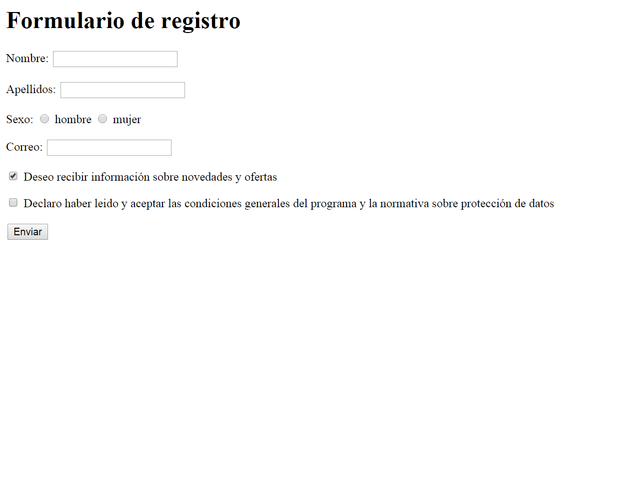 Formulario de registro
Nombre:
Apellidos:
Sexo: hombre mujer
Correo:
Deseo recibir información sobre novedades y ofertas
Declaro haber leido y aceptar las condiciones generales del programa y la normativa sobre protección de datos
Enviar